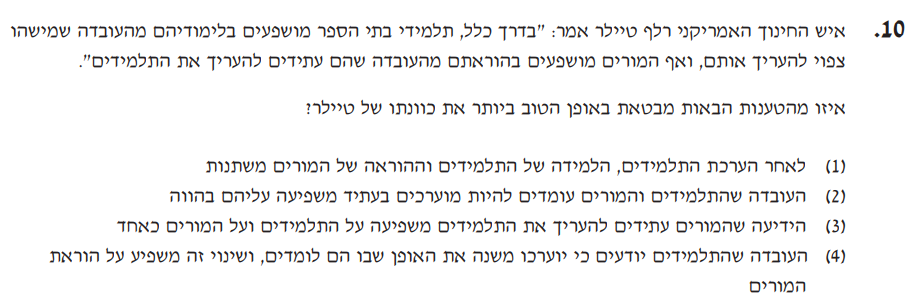 10. איש החינוך האמריקני רלף טיילר אמר: "בדרך כלל, תלמידי בתי הספר מושפעים בלימודיהם מהעובדה שמישהו
צפוי להעריך אותם, ואף המורים מושפעים בהוראתם מהעובדה שהם עתידים להעריך את התלמידים".
איזו מהטענות הבאות מבטאת באופן הטוב ביותר את כוונתו של טיילר?
(1) לאחר הערכת התלמידים, הלמידה של התלמידים וההוראה של המורים משתנות
(2) העובדה שהתלמידים והמורים עומדים להיות מוערכים בעתיד משפיעה עליהם בהווה
(3) הידיעה שהמורים עתידים להעריך את התלמידים משפיעה על התלמידים ועל המורים כאחד
(4) העובדה שהתלמידים יודעים כי יוערכו משנה את האופן שבו הם לומדים, ושינוי זה משפיע על הוראת
המורים